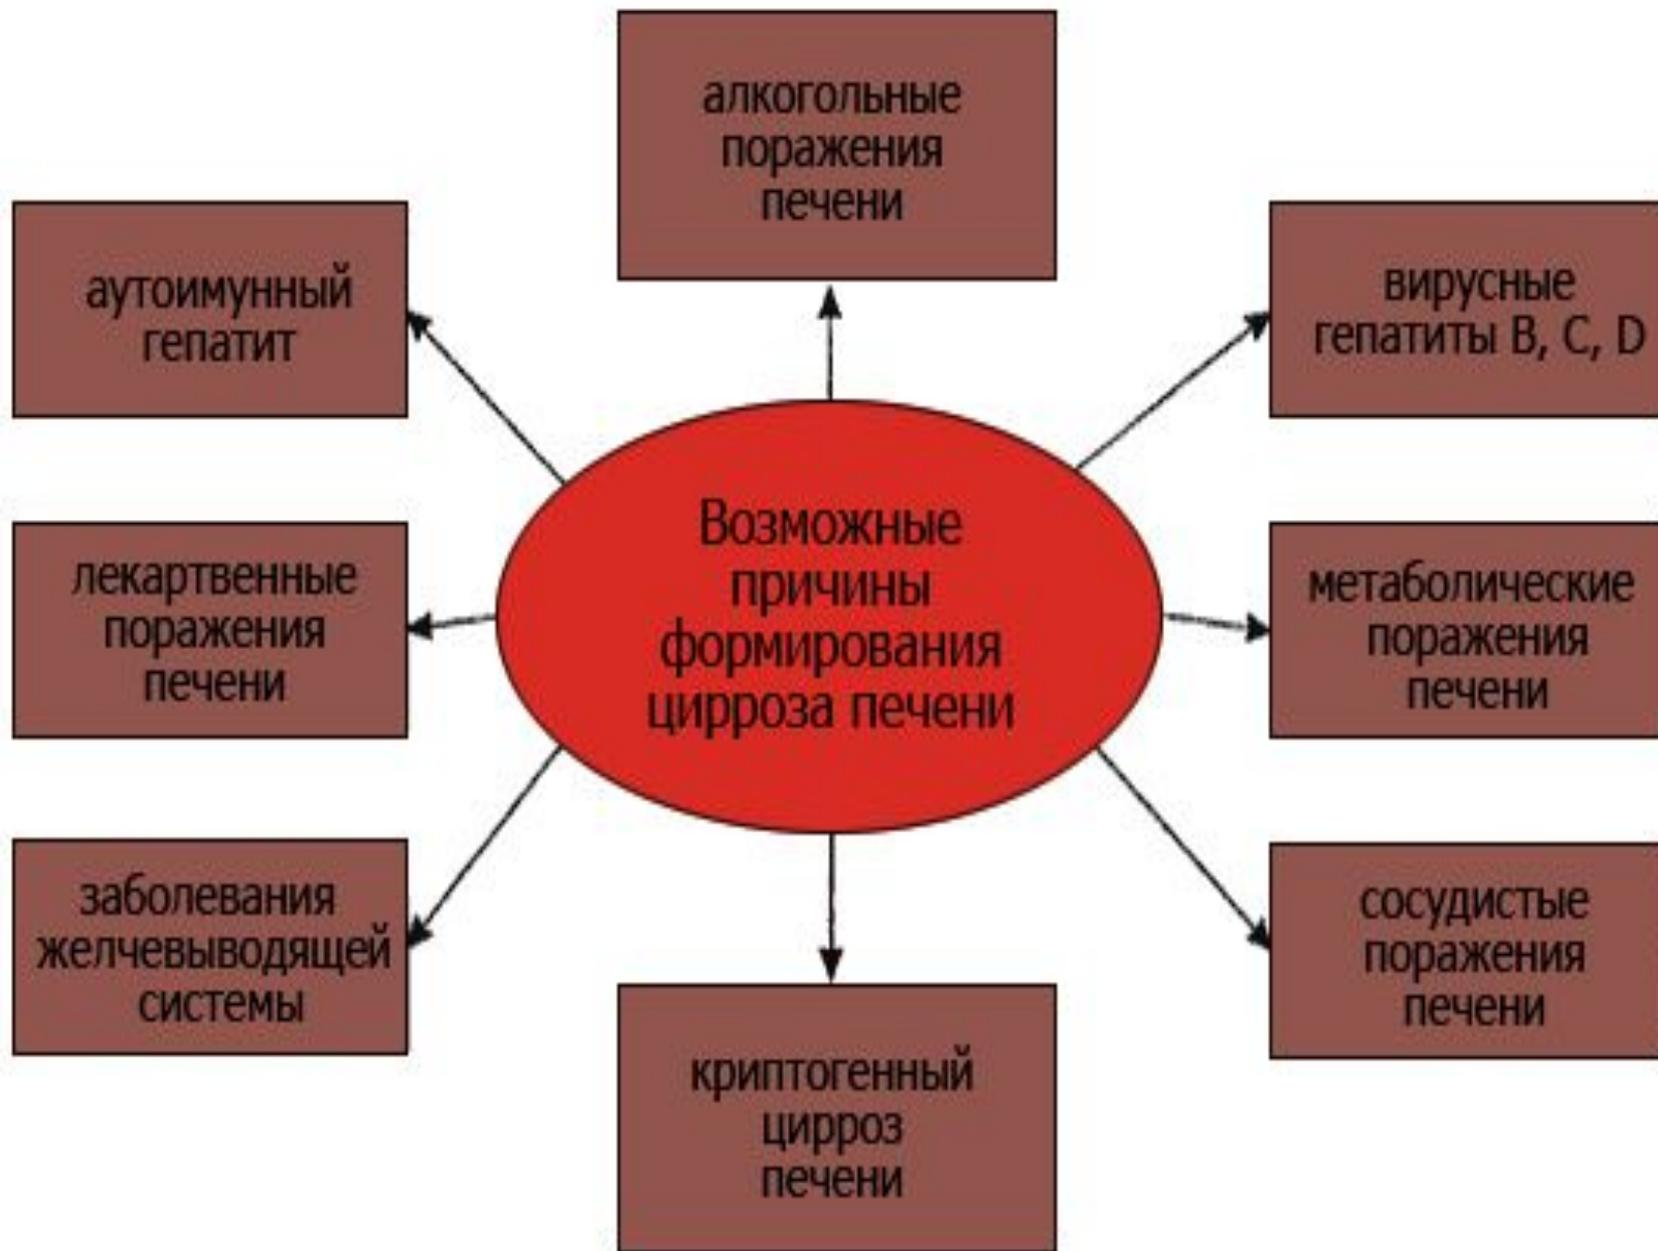 алкогольные
поражения
печени
аутоимунный
гепатит
вирусные
гепатиты B, C, D
Возможные
причины
формирования
цирроза печени
лекартвенные
поражения
печени
метаболические
поражения
печени
заболевания
желчевыводящей
системы
сосудистые
поражения
печени
криптогенный
цирроз
печени